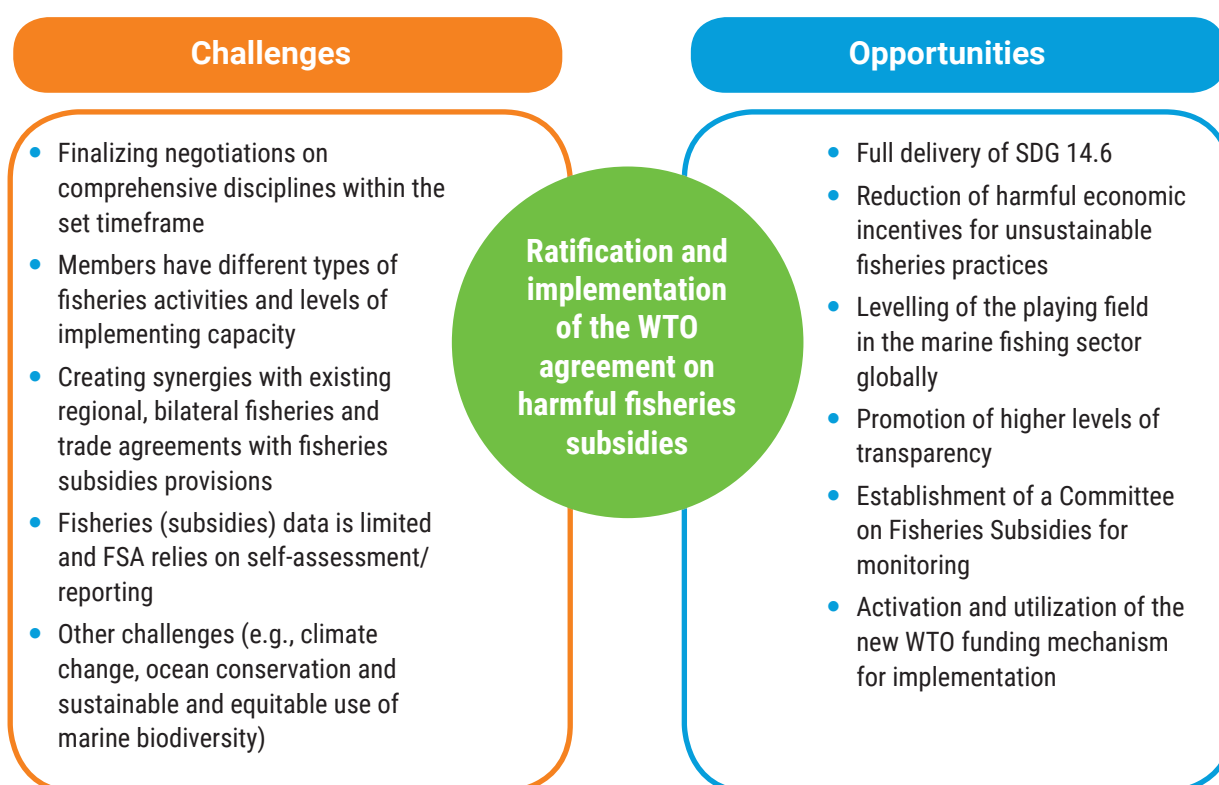 Challenges
• Finalizing negotiations on
comprehensive disciplines within the
set timeframe
• Members have different types of
fisheries activities and levels of
implementing capacity
• Creating synergies with existing
regional, bilateral fisheries and
trade agreements with fisheries
subsidies provisions
• Fisheries (subsidies) data is limited
and FSA relies on self-assessment/
reporting
• Other challenges (e.g., climate
change, ocean conservation and
sustainable and equitable use of
marine biodiversity)
Ratification and
implementation
of the WTO
agreement on
harmful fisheries
subsidies
Opportunities
• Full delivery of SDG 14.6
• Reduction of harmful economic
incentives for unsustainable
fisheries practices
• Levelling of the playing field
in the marine fishing sector
globally
• Promotion of higher levels of
transparency
• Establishment of a Committee
on Fisheries Subsidies for
monitoring
• Activation and utilization of the
new WTO funding mechanism
for implementation